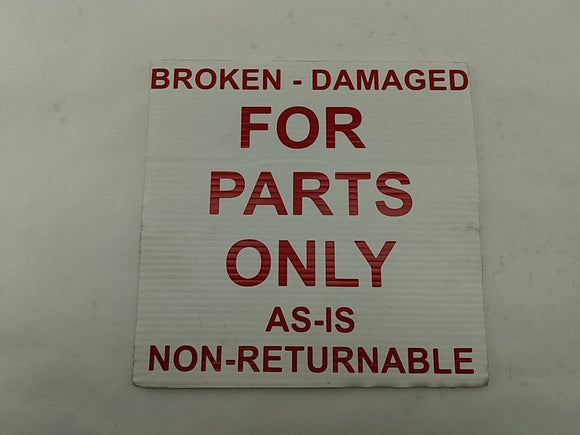 BROKEN - DAMAGED
FOR
PARTS
ONLY
AS-IS
NON-RETURNABLE